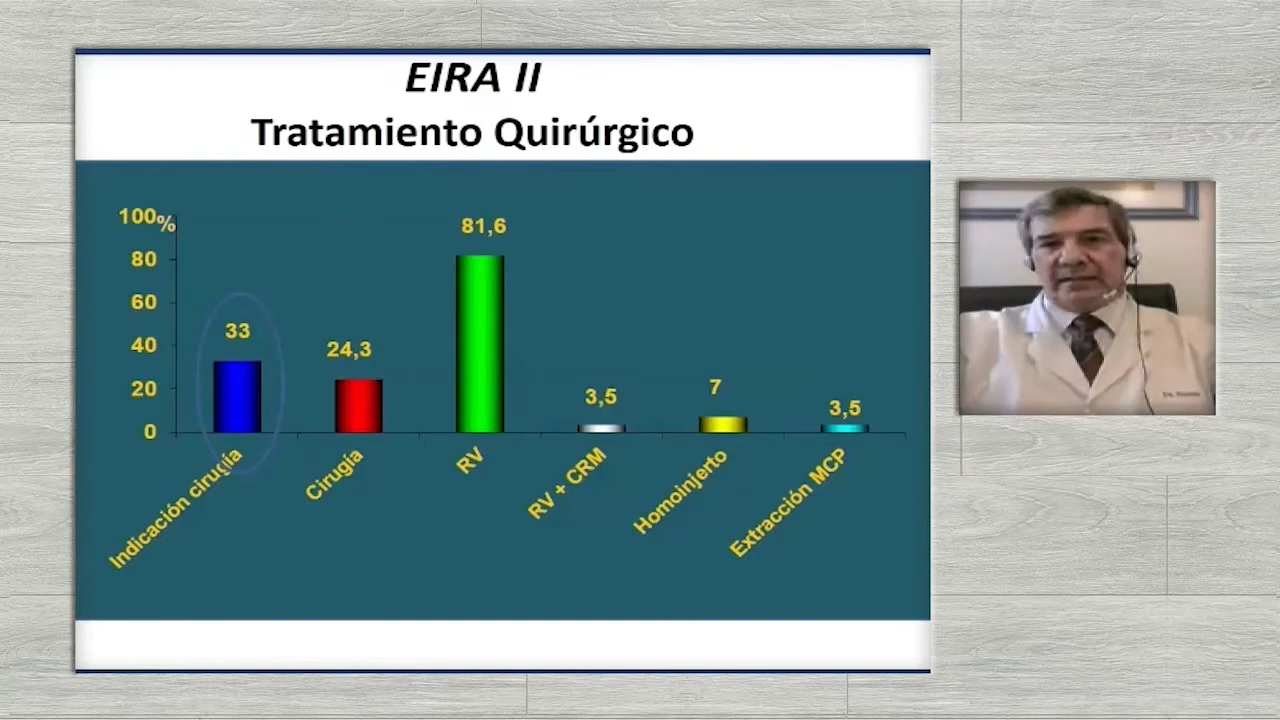 EIRA II
Tratamiento Quirúrgico
100%
80
60
40
20
0
33
24,3
81,6
3,5
7
3,5
Indicación cirugía
Cirugía
RV
RV + CRM
Homoinjerto
Extracción MCP